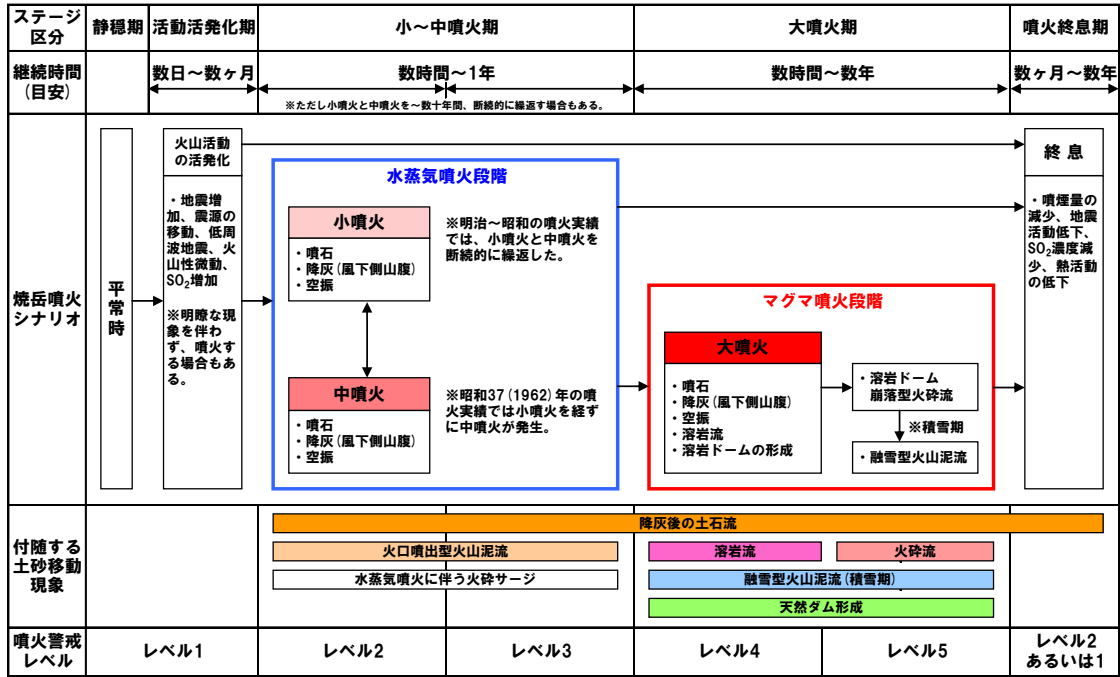 ステージ
区分
静穏期
活動活発化期
小～中噴火期
大噴火期
噴火終息期
継続時間
(目安)
数日～数ヶ月
数時間～1年
数時間～数年
数ヶ月～数年
※ただし小噴火と中噴火を～数十年間、断続的に繰返す場合もある。
焼岳噴火
シナリオ
平常時
火山活動
の活発化
・地震増
加、震源の
移動、低周
波地震、火
山性微動、
SO2増加
※明瞭な現
象を伴わ
ず、噴火す
る場合もあ
る。
水蒸気噴火段階
小噴火
・噴石
・降灰(風下側山腹)
・空振
※明治～昭和の噴火実績
では、小噴火と中噴火を
断続的に繰返した。
中噴火
・噴石
・降灰(風下側山腹)
・空振
※昭和37(1962)年の噴
火実績では小噴火を経ず
に中噴火が発生。
マグマ噴火段階
大噴火
・噴石
・降灰(風下側山腹)
・空振
・溶岩流
・溶岩ドームの形成
・溶岩ドーム
崩落型火砕流
※積雪期
・融雪型火山泥流
終 息
・噴煙量の
減少、地震
活動低下、
SO2濃度減
少、熱活動
の低下
付随する
土砂移動
現象
降灰後の土石流
火口噴出型火山泥流
溶岩流
火砕流
水蒸気噴火に伴う火砕サージ
融雪型火山泥流(積雪期)
天然ダム形成
噴火警戒
レベル
レベル1
レベル2
レベル3
レベル4
レベル5
レベル2
あるいは1